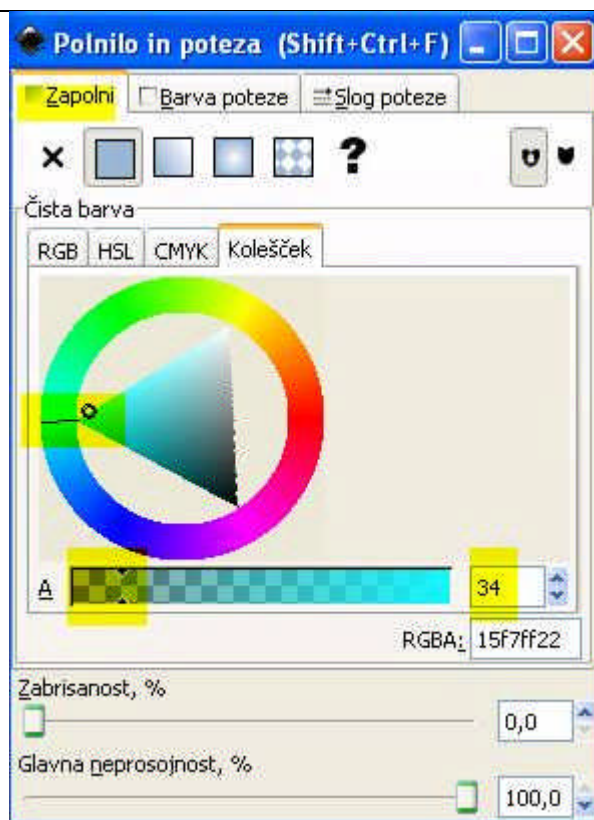 Polnilo in poteza (Shift+Ctrl+F)
Zapolni Barva poteze Slog poteze
?
Čista barva
RGB HSL CMYK Kolešček
A 34
RGBA: 15f7ff22
Zabrisanost, %
0,0
Glavna neprosojnost, %
100,0